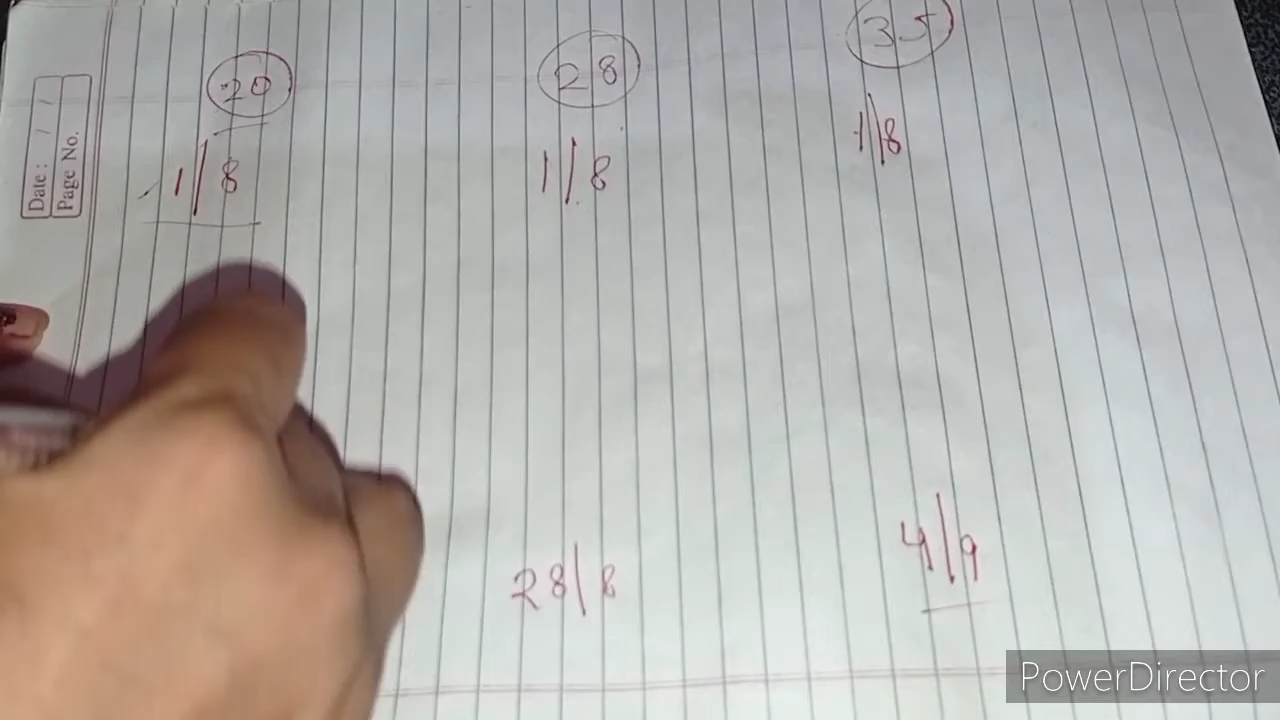 20 28 35
1/8 1/8 1/8
28/8 4/9
Date : / /
Page No.
PowerDirector